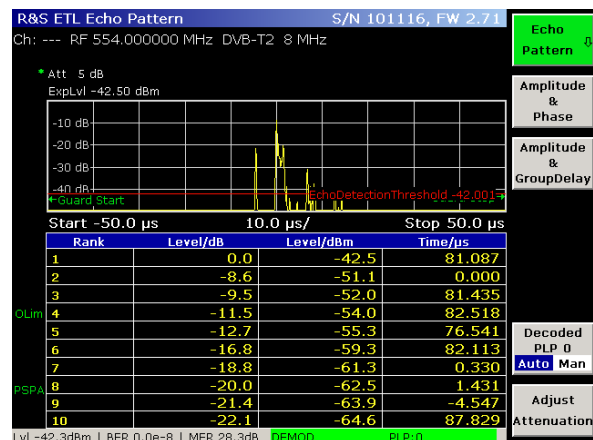 R&S ETL Echo Pattern S/N 101116, FW 2.71
Ch: --- RF 554.000000 MHz DVB-T2 8 MHz
* Att 5 dB
ExpLvl -42.50 dBm
-10 dB
-20 dB
-30 dB
-40 dB
EchoDetectionThreshold -42.001
Guard Start
Start -50.0 µs 10.0 µs/ Stop 50.0 µs
Rank Level/dB Level/dBm Time/µs
1 0.0 -42.5 81.087
2 -8.6 -51.1 0.000
3 -9.5 -52.0 81.435
OLim 4 -11.5 -54.0 82.518
5 -12.7 -55.3 76.541
6 -16.8 -59.3 82.113
7 -18.8 -61.3 0.330
PSPA 8 -20.0 -62.5 1.431
9 -21.4 -63.9 -4.547
10 -22.1 -64.6 87.829
Lvl -42.3dBm | BER 0.0e-8 | MER 28.3dB DEMOD PLP:0
Echo
Pattern
Amplitude
&
Phase
Amplitude
&
GroupDelay
Decoded
PLP 0
Auto Man
Adjust
Attenuation